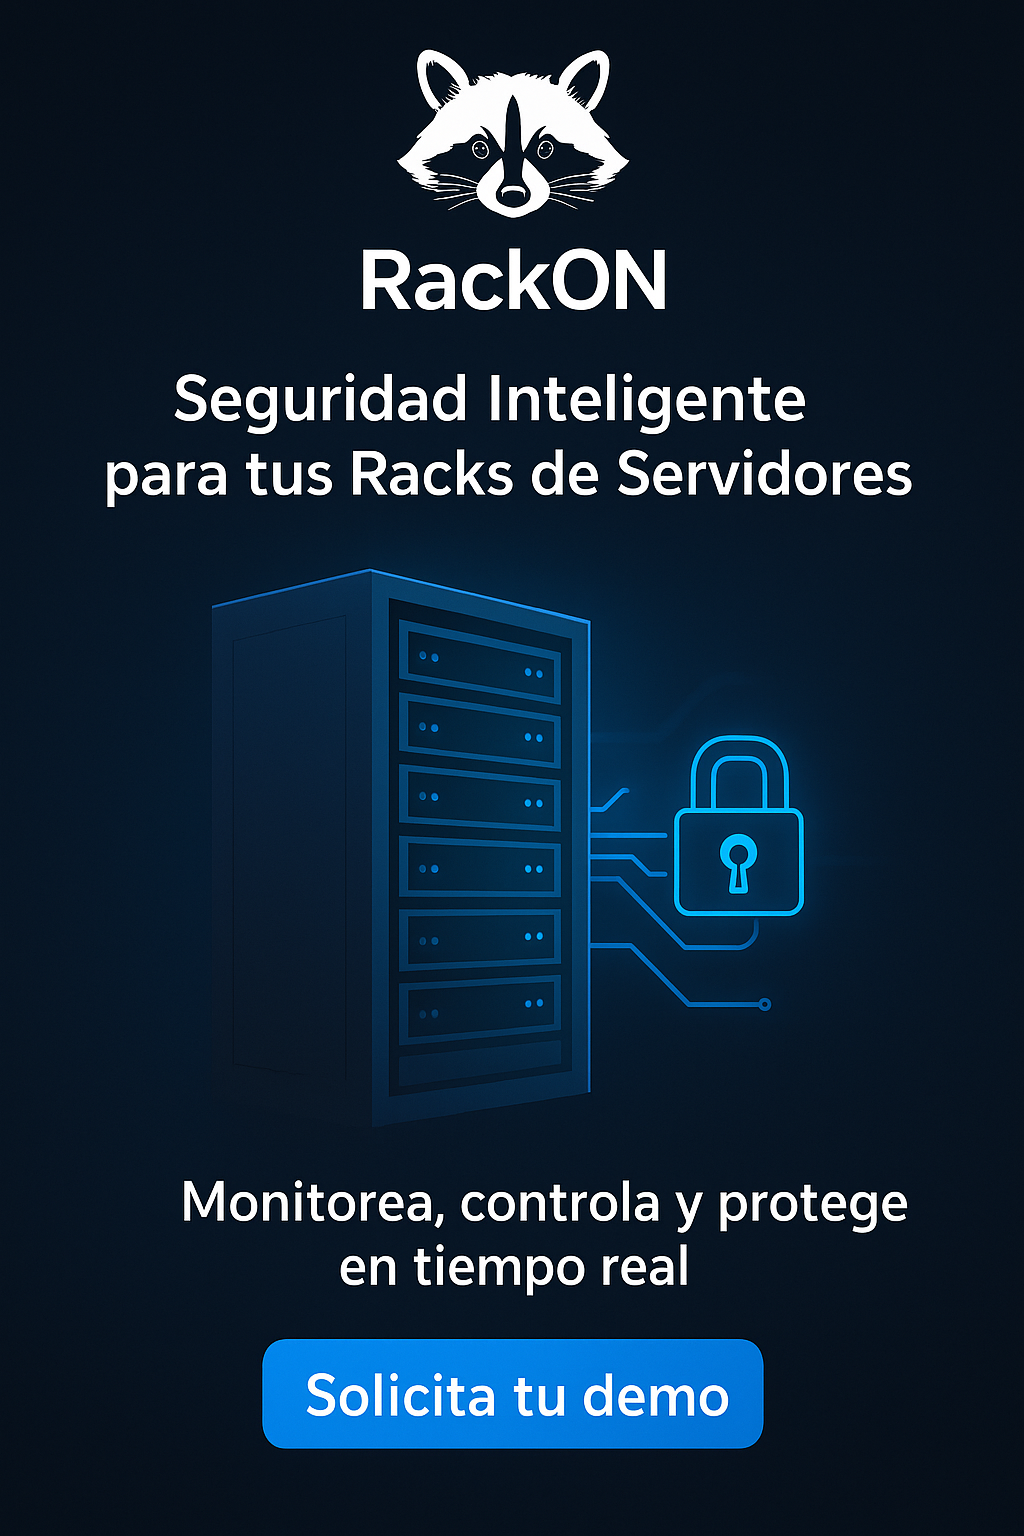 RackON
Seguridad Inteligente
para tus Racks de Servidores
Monitorea, controla y protege
en tiempo real
Solicita tu demo